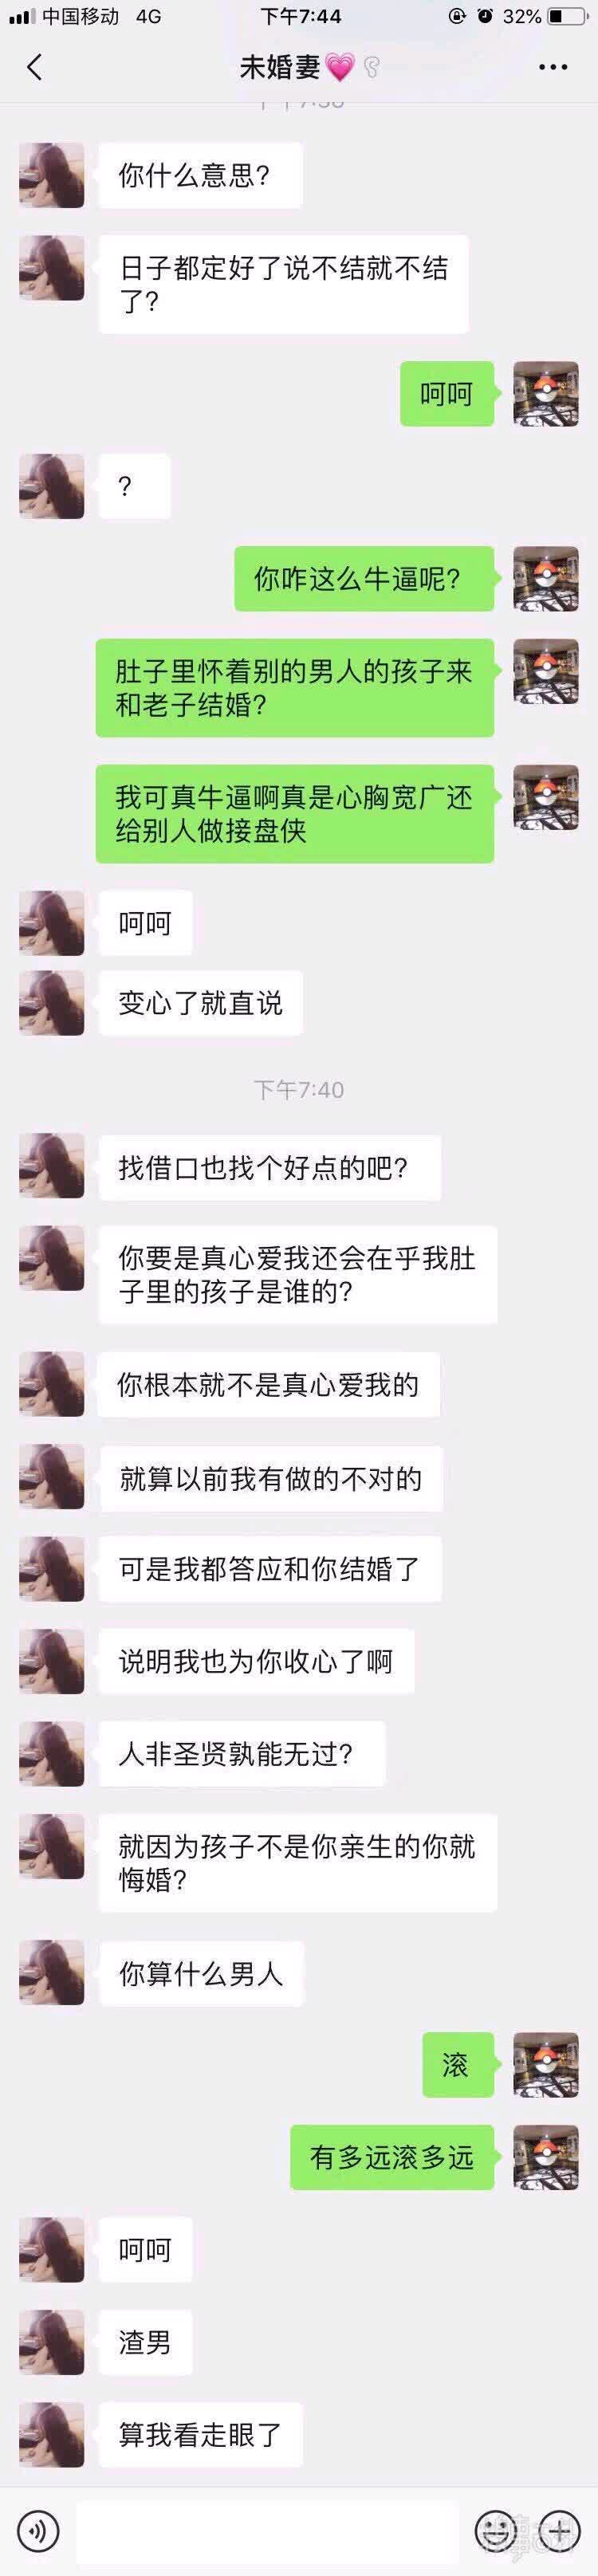 中国移动 4G 下午7:44 32%
未婚妻
你什么意思?
日子都定好了说不结就不结
了?
呵呵
?
你咋这么牛逼呢?
肚子里怀着别的男人的孩子来
和老子结婚?
我可真牛逼啊真是心胸宽广还
给别人做接盘侠
呵呵
变心了就直说
下午7:40
找借口也找个好点的吧?
你要是真心爱我还会在乎我肚
子里的孩子是谁的?
你根本就不是真心爱我的
就算以前我有做的不对的
可是我都答应和你结婚了
说明我也为你收心了啊
人非圣贤孰能无过?
就因为孩子不是你亲生的你就
悔婚?
你算什么男人
滚
有多远滚多远
呵呵
渣男
算我看走眼了